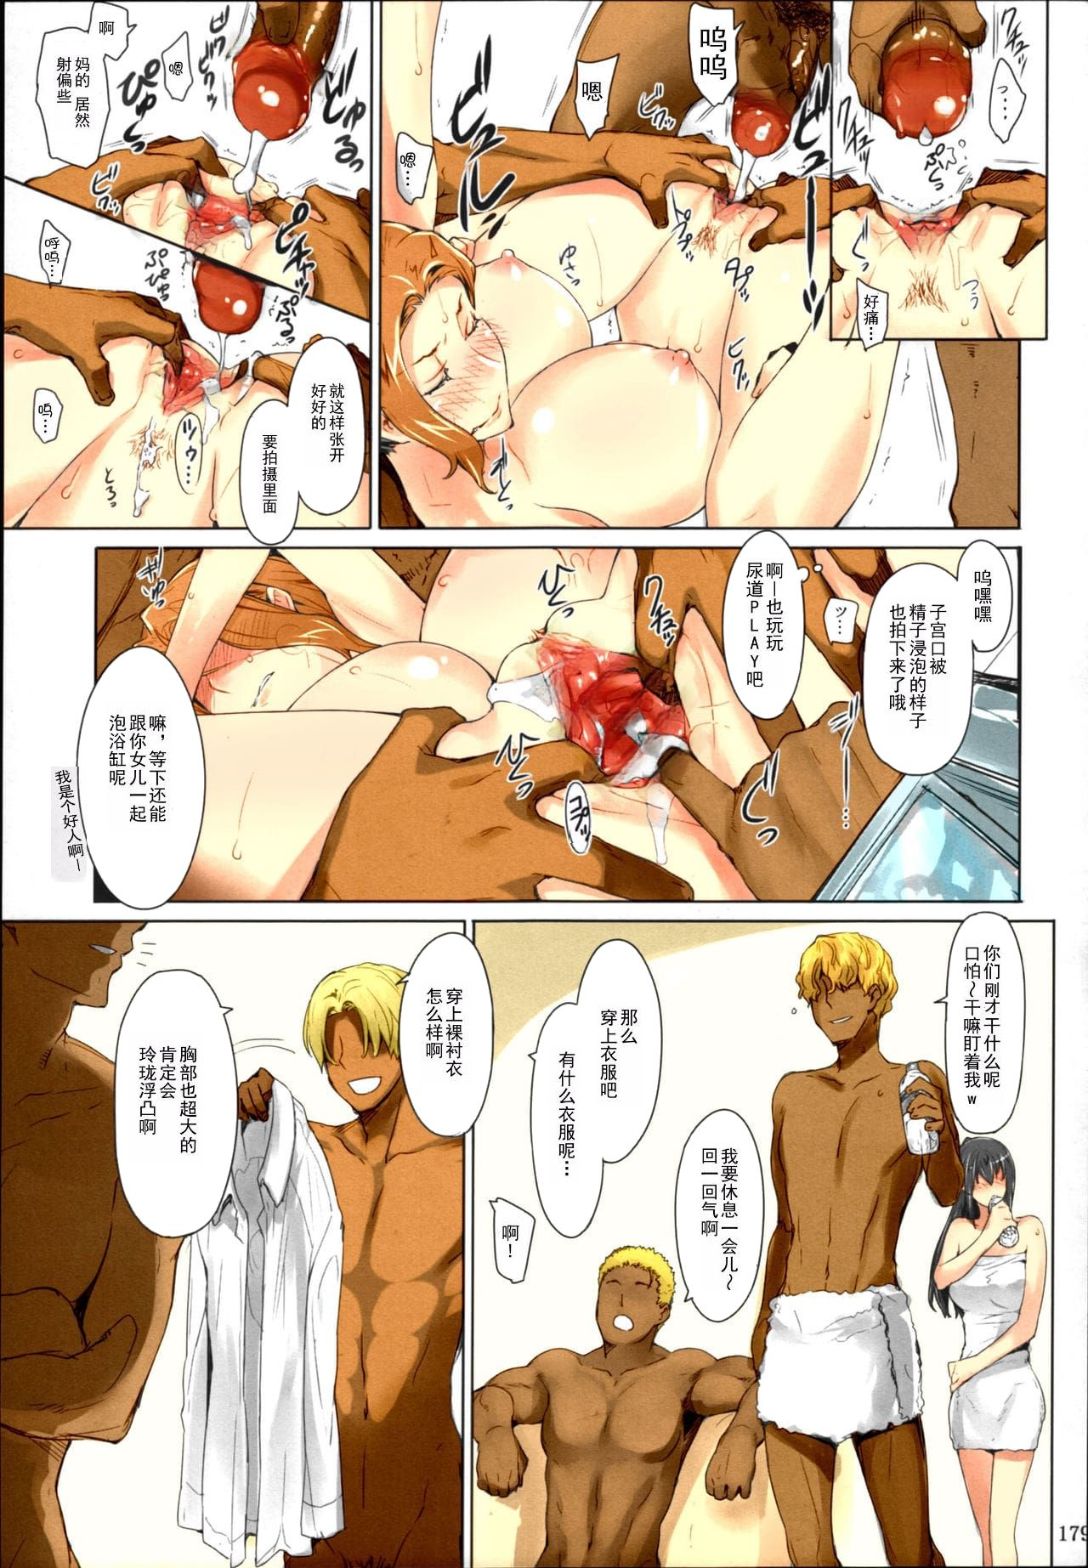 っ…
好痛…
呜呜
嗯
嗯…
嗯
啊
妈的 居然
射偏些
呼呜…
呜…
就这样张开
好好的
要拍摄里面
呜嘿嘿
子宫口被
精子浸泡的样子
也拍下来了哦
ッ…
啊—也玩玩
尿道PLAY吧
嘛，等下还能
跟你女儿一起
泡浴缸呢
我是个好人啊—
你们刚才干什么呢
口怕～干嘛盯着我w
那么
穿上衣服吧
有什么衣服呢…
我要休息一会儿～
回一回气啊
啊！
穿上裸衬衣
怎么样啊
胸部也超大的
肯定会
玲珑浮凸啊
179